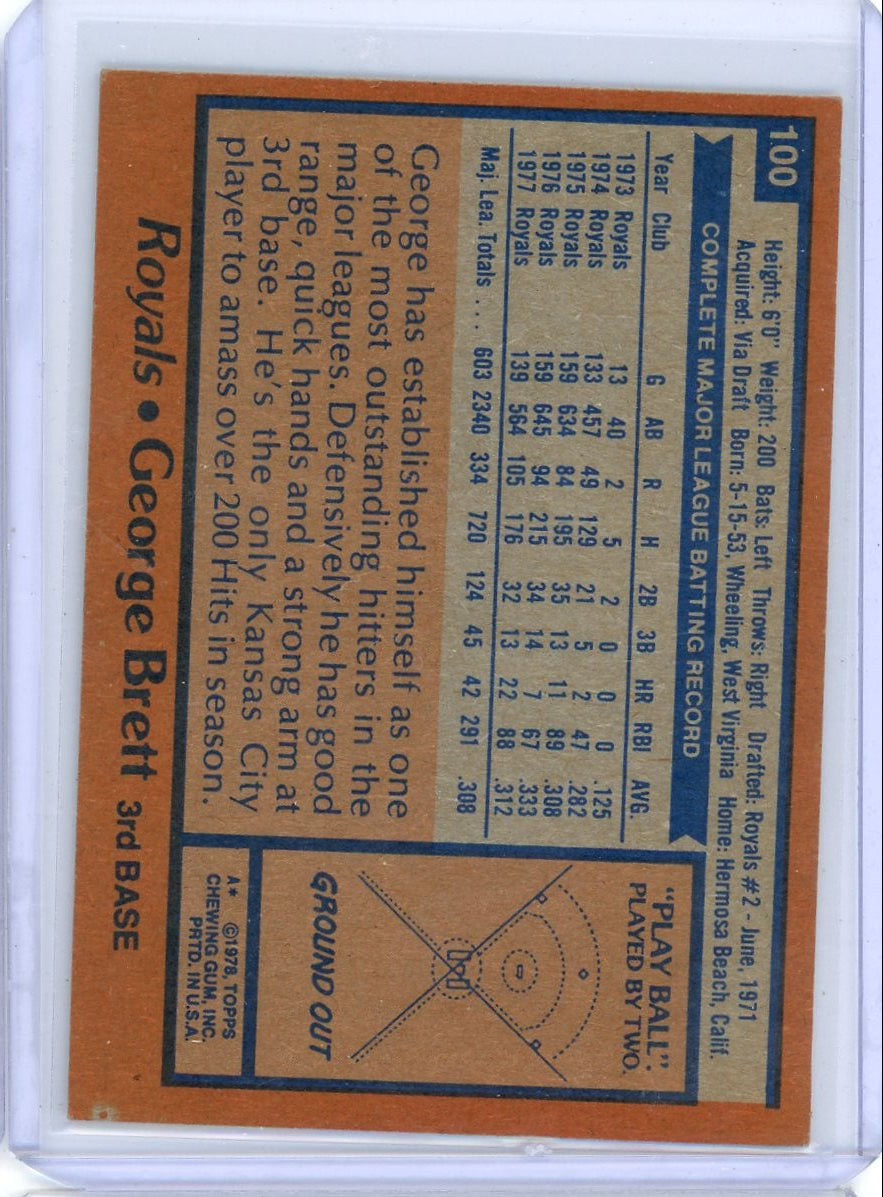 100
Height: 6'0" Weight: 200 Bats: Left Throws: Right Drafted: Royals #2 - June, 1971
Acquired: Via Draft Born: 5-15-53, Wheeling, West Virginia Home: Hermosa Beach, Calif.
COMPLETE MAJOR LEAGUE BATTING RECORD
Year Club G AB R H 2B 3B HR RBI AVG.
1973 Royals 13 40 2 5 2 0 0 0 .125
1974 Royals 133 457 49 129 21 5 2 47 .282
1975 Royals 159 634 84 195 35 13 11 89 .308
1976 Royals 159 645 94 215 34 14 7 67 .333
1977 Royals 139 564 105 176 32 13 22 88 .312
Maj. Lea. Totals ... 603 2340 334 720 124 45 42 291 .308
George has established himself as one
of the most outstanding hitters in the
major leagues. Defensively he has good
range, quick hands and a strong arm at
3rd base. He's the only Kansas City
player to amass over 200 Hits in season.
"PLAY BALL":
PLAYED BY TWO.
GROUND OUT
A* ©1978, TOPPS
CHEWING GUM, INC.
PRTD. IN U.S.A.
Royals • George Brett 3rd BASE